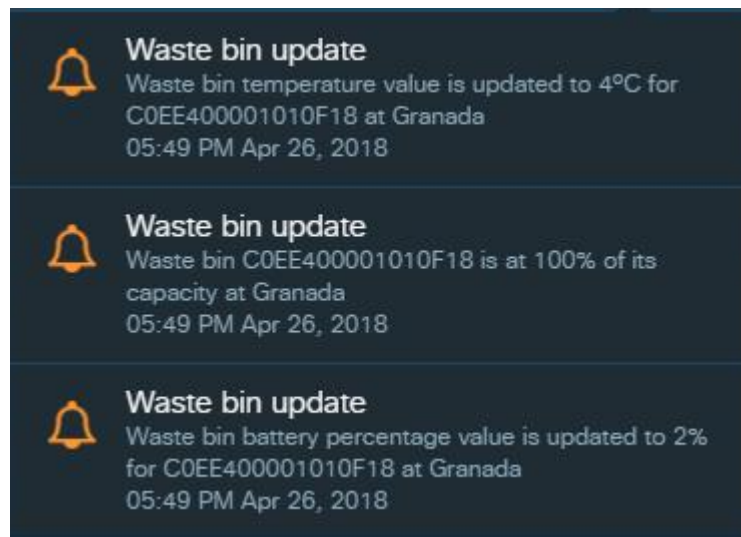 Waste bin update
Waste bin temperature value is updated to 4ºC for
C0EE400001010F18 at Granada
05:49 PM Apr 26, 2018
Waste bin update
Waste bin C0EE400001010F18 is at 100% of its
capacity at Granada
05:49 PM Apr 26, 2018
Waste bin update
Waste bin battery percentage value is updated to 2%
for C0EE400001010F18 at Granada
05:49 PM Apr 26, 2018